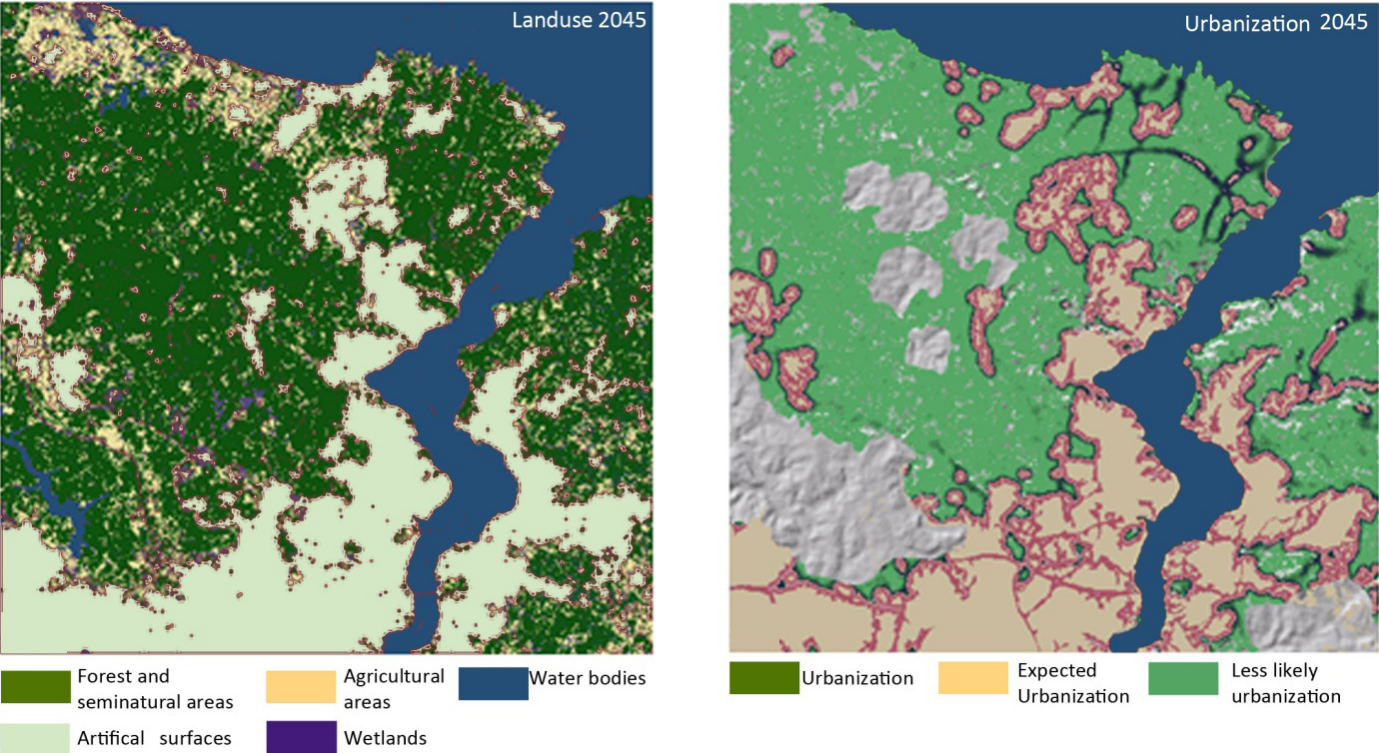 Landuse 2045
Urbanization 2045
Forest and
seminatural areas
Agricultural
areas
Water bodies
Artifical surfaces
Wetlands
Urbanization
Expected
Urbanization
Less likely
urbanization